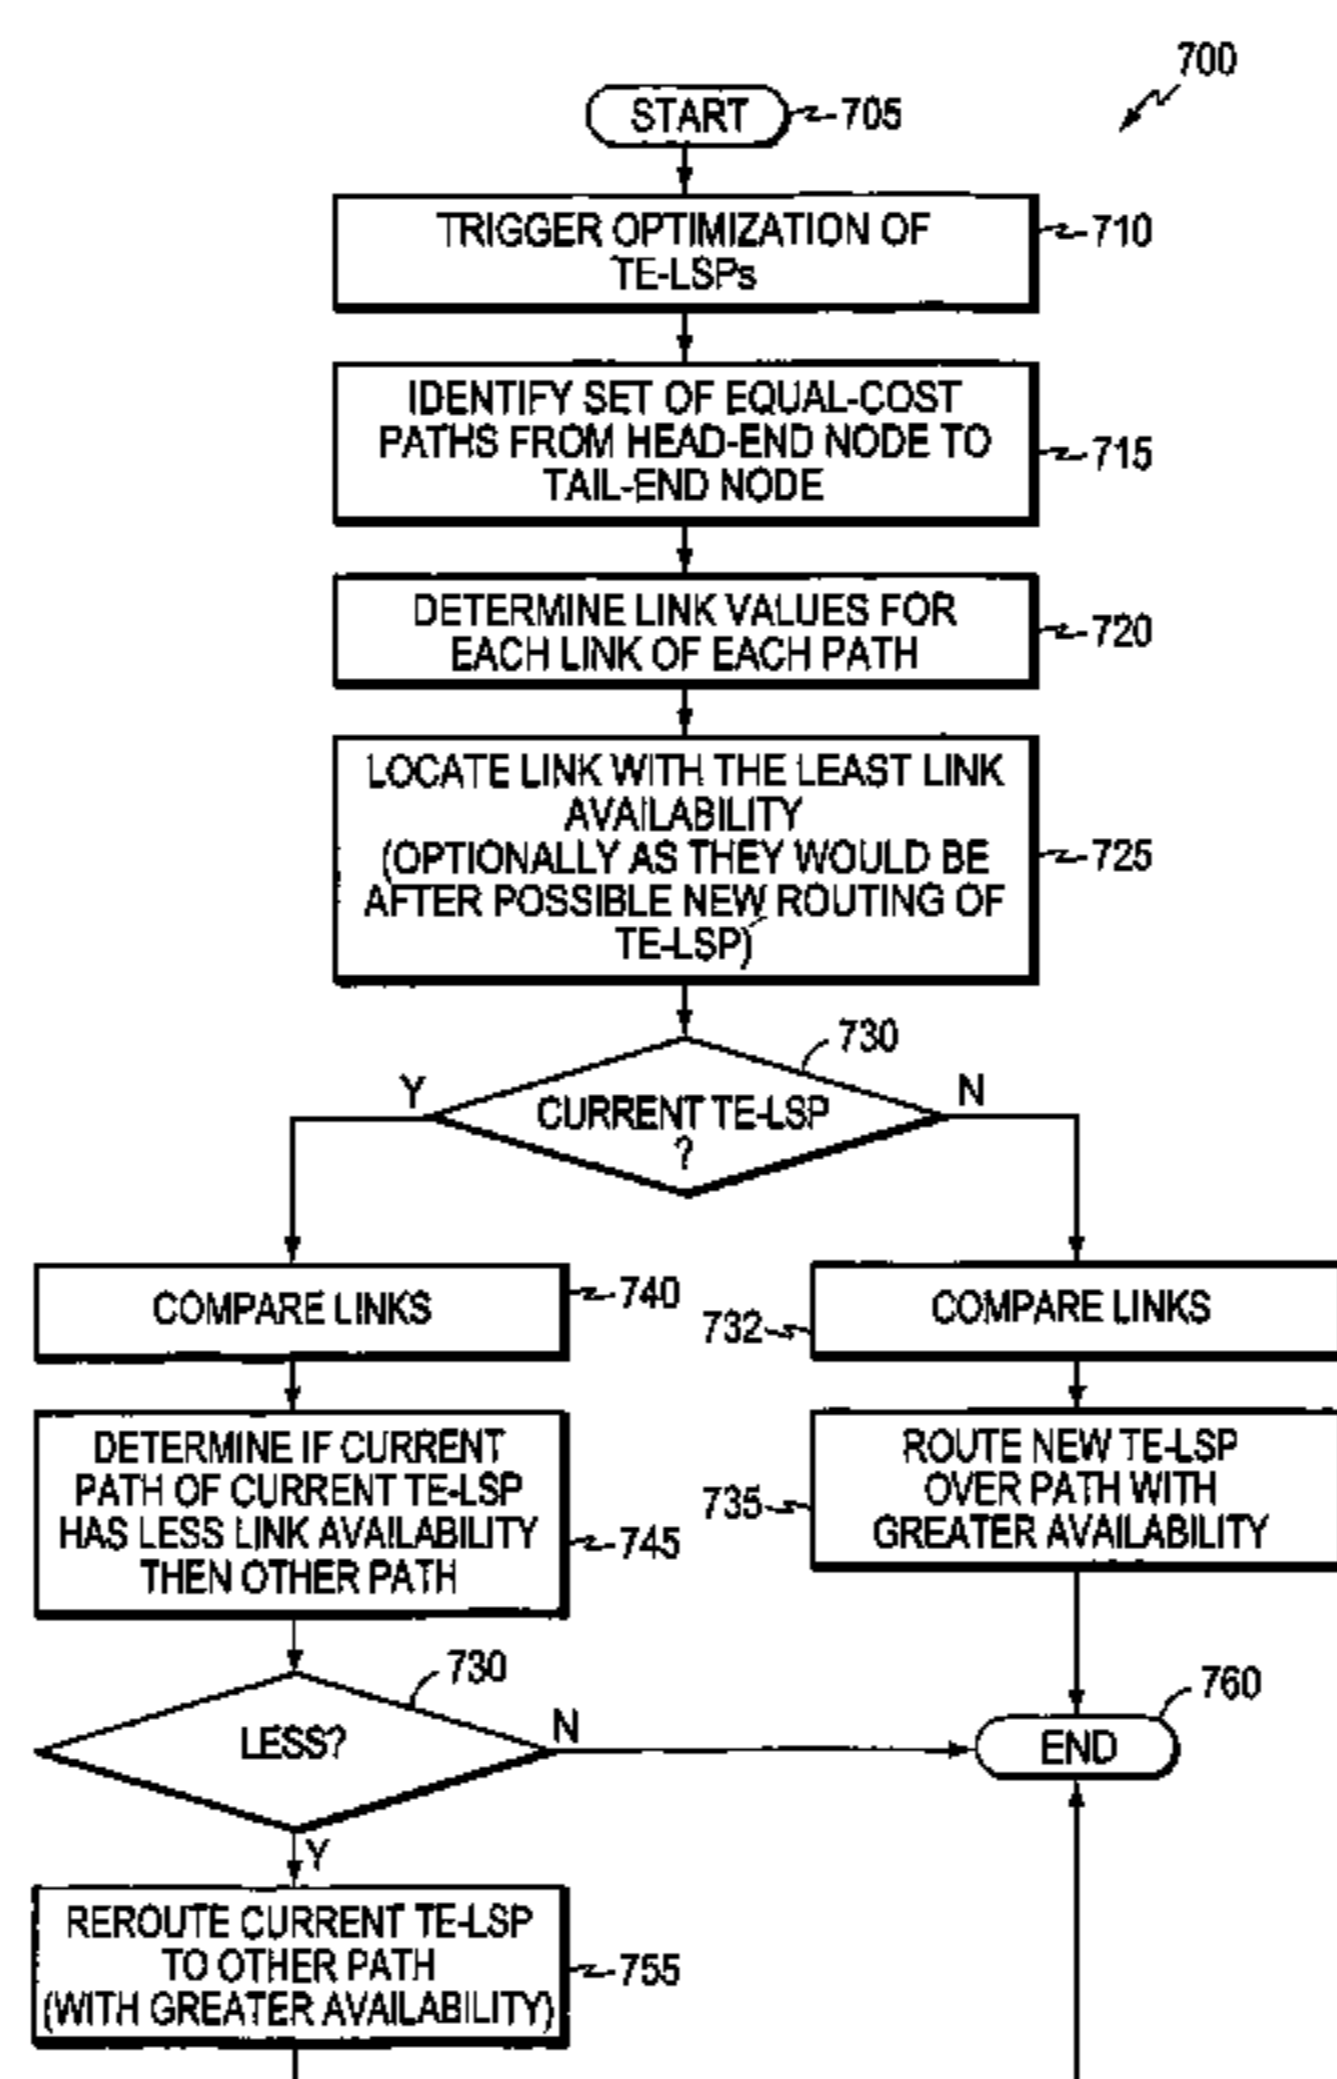 700
START 705
TRIGGER OPTIMIZATION OF
TE-LSPs
710
IDENTIFY SET OF EQUAL-COST
PATHS FROM HEAD-END NODE TO
TAIL-END NODE
715
DETERMINE LINK VALUES FOR
EACH LINK OF EACH PATH
720
LOCATE LINK WITH THE LEAST LINK
AVAILABILITY
(OPTIONALLY AS THEY WOULD BE
AFTER POSSIBLE NEW ROUTING OF
TE-LSP)
725
730
Y
CURRENT TE-LSP
?
N
COMPARE LINKS
740
732
COMPARE LINKS
DETERMINE IF CURRENT
PATH OF CURRENT TE-LSP
HAS LESS LINK AVAILABILITY
THEN OTHER PATH
745
735
ROUTE NEW TE-LSP
OVER PATH WITH
GREATER AVAILABILITY
730
LESS?
N
Y
760
END
REROUTE CURRENT TE-LSP
TO OTHER PATH
(WITH GREATER AVAILABILITY)
755